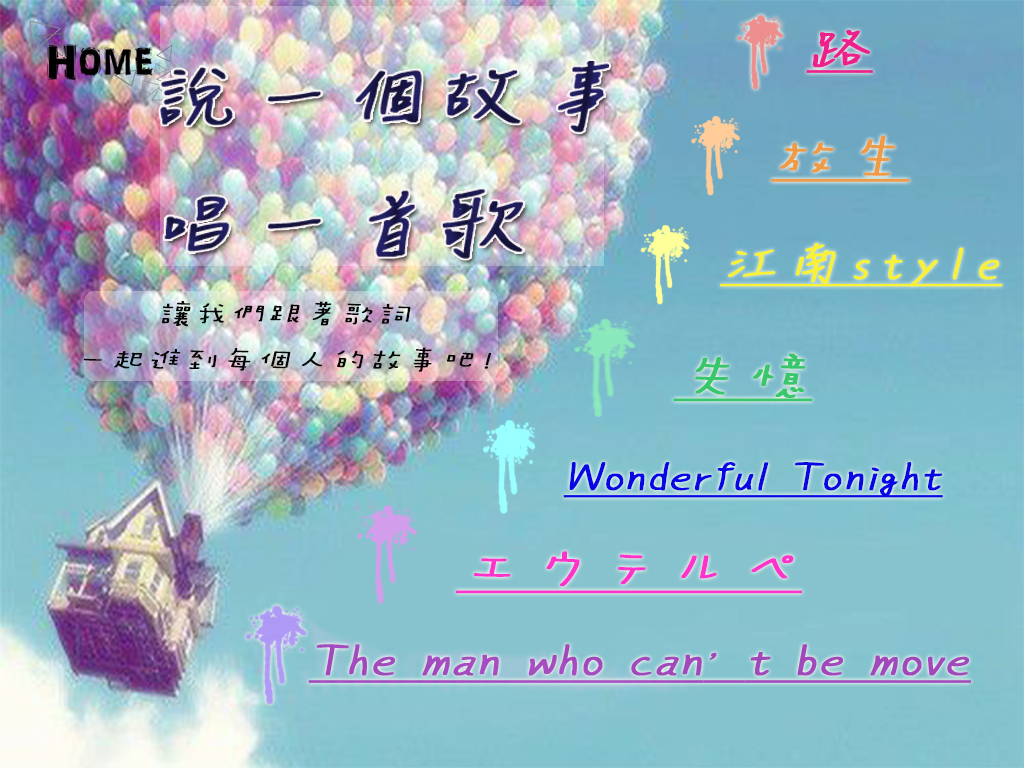 HOME
說一個故事
唱一首歌
讓我們跟著歌詞
一起進到每個人的故事吧!
路
放生
江南style
失憶
Wonderful Tonight
エウテルペ
The man who can't be move